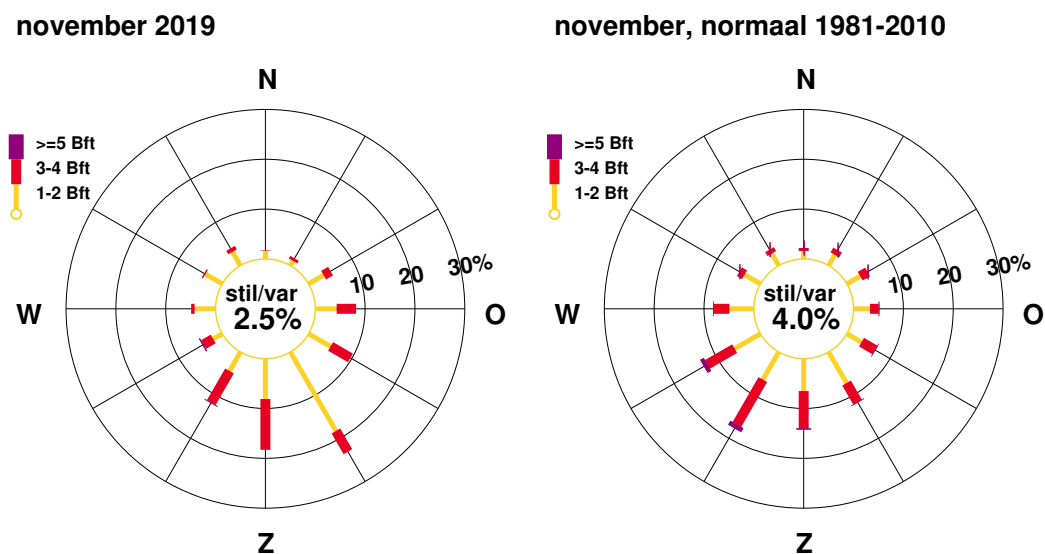 november 2019
N
>=5 Bft
3-4 Bft
1-2 Bft
30%
20
10
stil/var
2.5%
W
O
Z
november, normaal 1981-2010
N
>=5 Bft
3-4 Bft
1-2 Bft
30%
20
10
stil/var
4.0%
W
O
Z